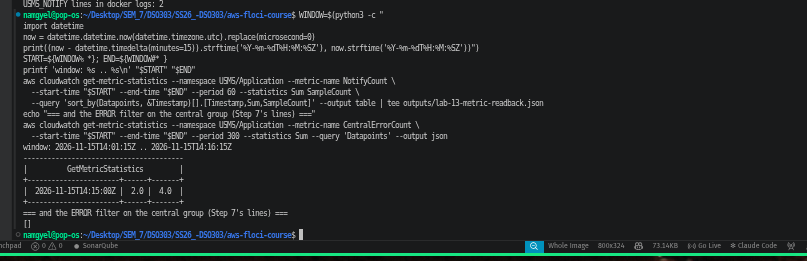 USMS_NOTIFY lines in docker logs: 2
namgyel@pop-os:~/Desktop/SEM_7/DSO303/SS26_-DSO303/aws-floci-course$ WINDOW=$(python3 -c "
import datetime
now = datetime.datetime.now(datetime.timezone.utc).replace(microsecond=0)
print((now - datetime.timedelta(minutes=15)).strftime('%Y-%m-%dT%H:%M:%SZ'), now.strftime('%Y-%m-%dT%H:%M:%SZ'))")
START=${WINDOW% *}; END=${WINDOW#* }
printf 'window: %s .. %s\n' "$START" "$END"
aws cloudwatch get-metric-statistics --namespace USMS/Application --metric-name NotifyCount \
  --start-time "$START" --end-time "$END" --period 60 --statistics Sum SampleCount \
  --query 'sort_by(Datapoints, &Timestamp)[].[Timestamp,Sum,SampleCount]' --output table | tee outputs/lab-13-metric-readback.json
echo "=== and the ERROR filter on the central group (Step 7's lines) ==="
aws cloudwatch get-metric-statistics --namespace USMS/Application --metric-name CentralErrorCount \
  --start-time "$START" --end-time "$END" --period 300 --statistics Sum --query 'Datapoints' --output json
window: 2026-11-15T14:01:15Z .. 2026-11-15T14:16:15Z
----------------------------------------
|          GetMetricStatistics         |
+-----------------------+------+-------+
|  2026-11-15T14:15:00Z |  2.0 |  4.0  |
+-----------------------+------+-------+
=== and the ERROR filter on the central group (Step 7's lines) ===
[]
namgyel@pop-os:~/Desktop/SEM_7/DSO303/SS26_-DSO303/aws-floci-course$
nchpad 0 0 SonarQube Whole Image 800x324 73.14KB Go Live Claude Code